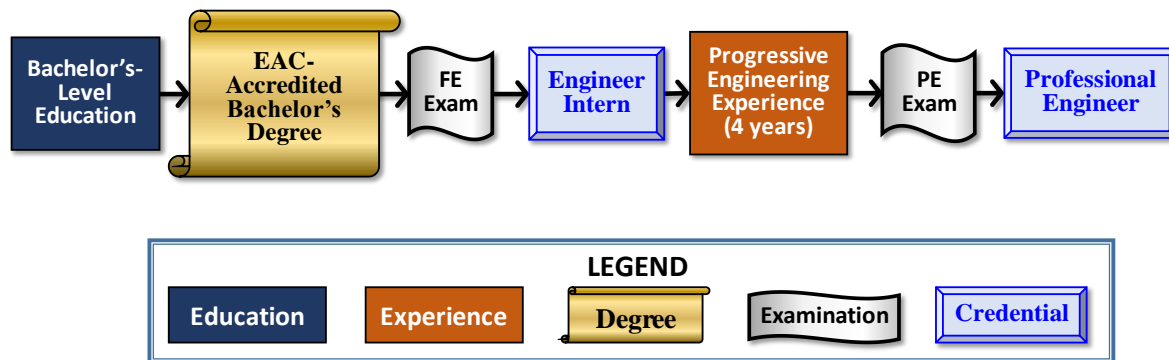 Bachelor's-
Level
Education
EAC-
Accredited
Bachelor's
Degree
FE
Exam
Engineer
Intern
Progressive
Engineering
Experience
(4 years)
PE
Exam
Professional
Engineer
LEGEND
Education
Experience
Degree
Examination
Credential